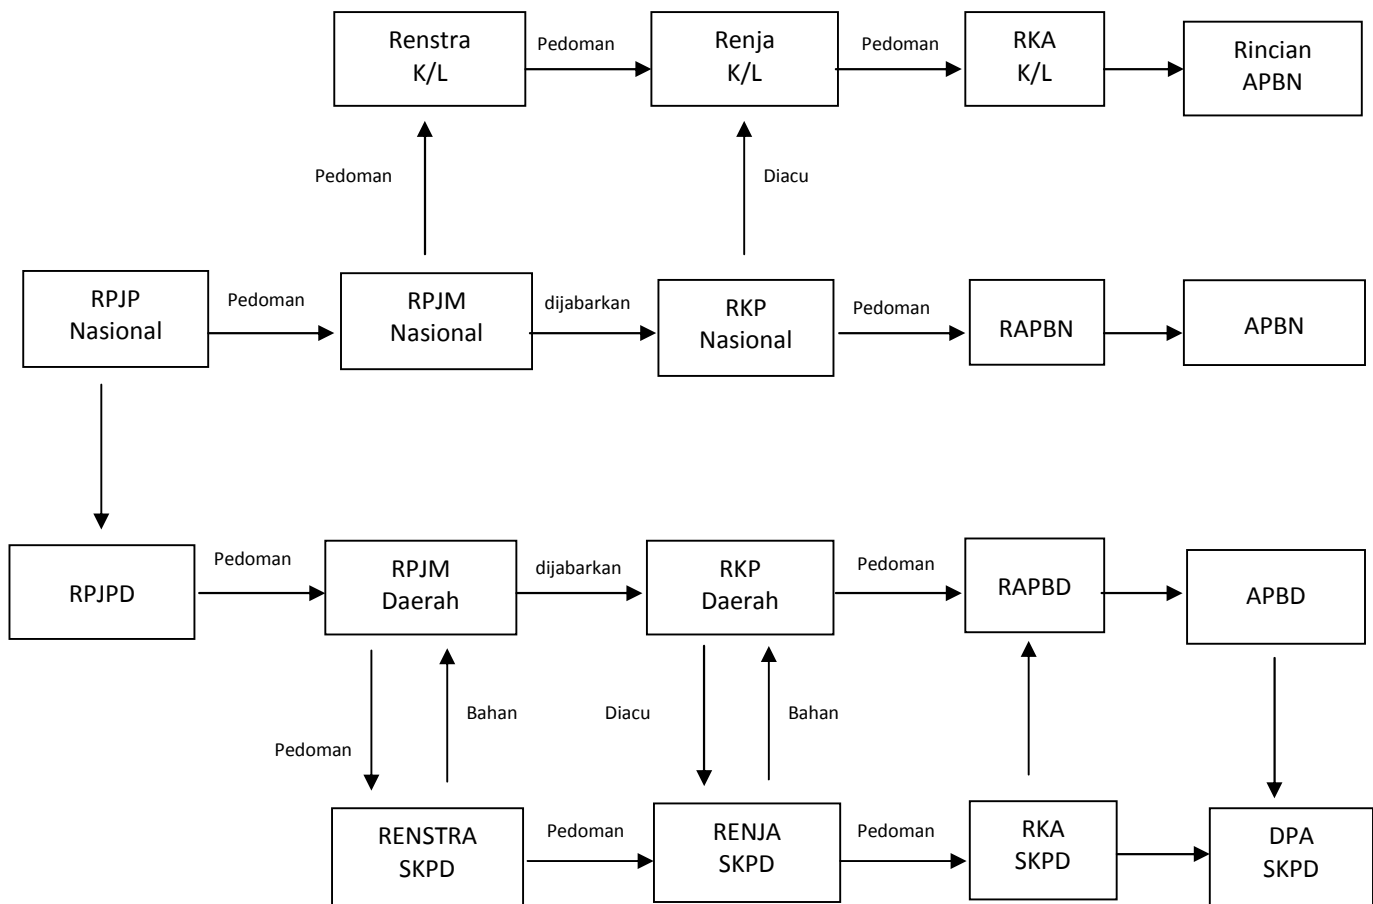 Renstra
K/L
Pedoman
Renja
K/L
Pedoman
RKA
K/L
Rincian
APBN
Pedoman
Diacu
RPJP
Nasional
Pedoman
RPJM
Nasional
dijabarkan
RKP
Nasional
Pedoman
RAPBN
APBN
RPJPD
Pedoman
RPJM
Daerah
dijabarkan
RKP
Daerah
Pedoman
RAPBD
APBD
Pedoman
Bahan
Diacu
Bahan
RENSTRA
SKPD
Pedoman
RENJA
SKPD
Pedoman
RKA
SKPD
DPA
SKPD